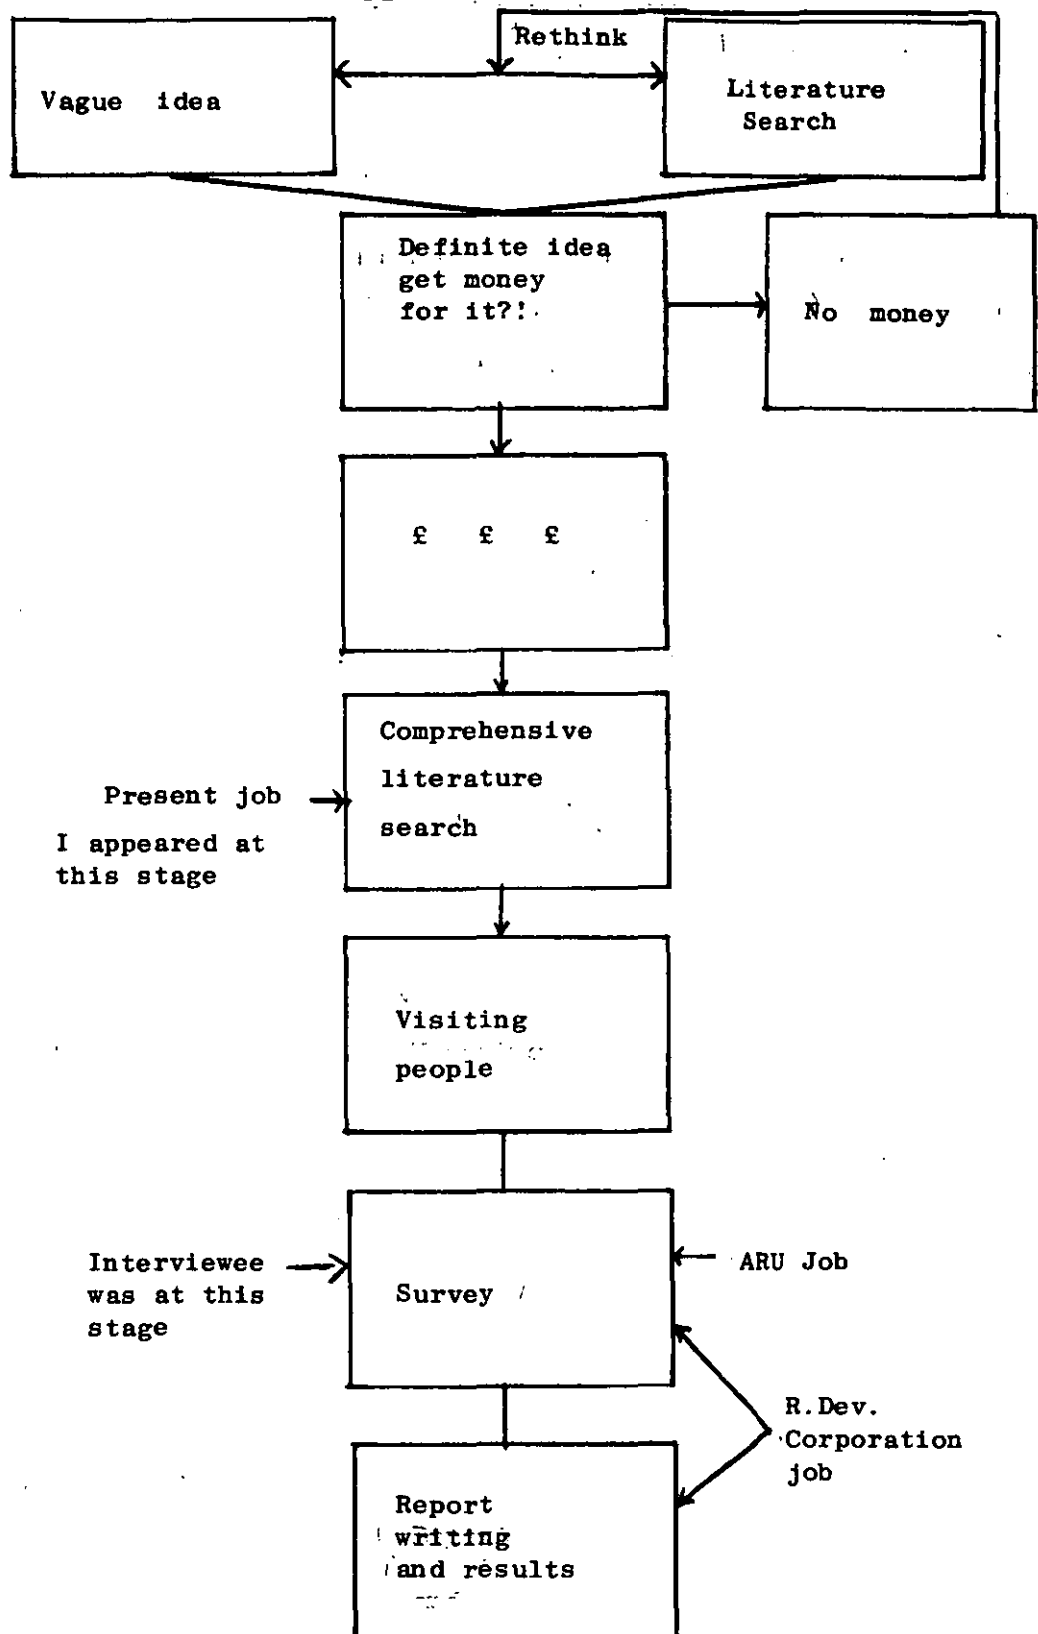 Rethink
Vague idea
Literature
Search
Definite idea
get money
for it?!
No money
£ £ £
Comprehensive
literature
search
Present job
I appeared at
this stage
Visiting
people
Interviewee
was at this
stage
Survey
ARU Job
R.Dev.
Corporation
job
Report
writing
and results